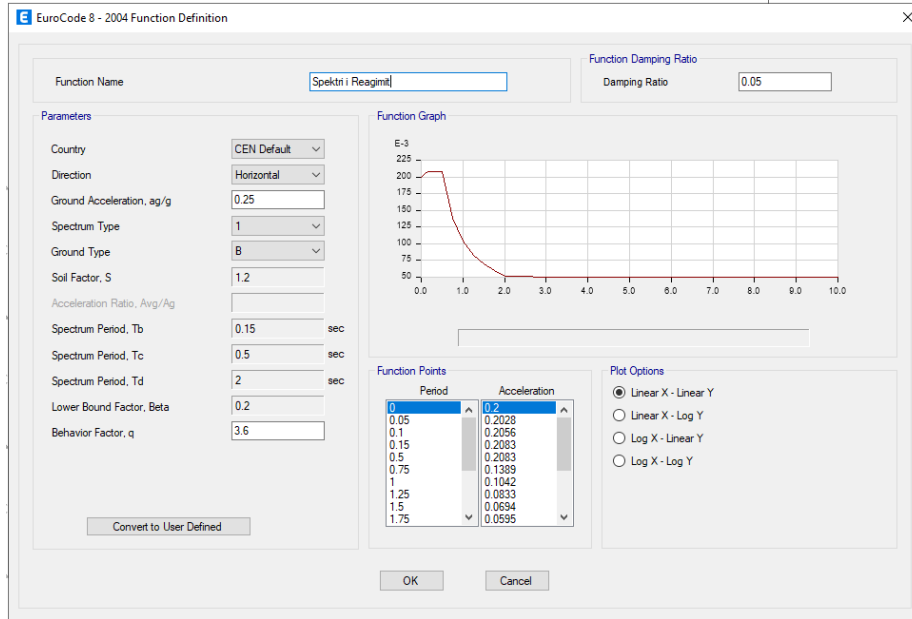 E EuroCode 8 - 2004 Function Definition
Function Name
Spektri i Reagimit
Function Damping Ratio
Damping Ratio
0.05
Parameters
Country
CEN Default
Direction
Horizontal
Ground Acceleration, ag/g
0.25
Spectrum Type
1
Ground Type
B
Soil Factor, S
1.2
Acceleration Ratio, Avg/Ag
Spectrum Period, Tb
0.15
sec
Spectrum Period, Tc
0.5
sec
Spectrum Period, Td
2
sec
Lower Bound Factor, Beta
0.2
Behavior Factor, q
3.6
Convert to User Defined
Function Graph
E-3
225
200
175
150
125
100
75
50
0.0 1.0 2.0 3.0 4.0 5.0 6.0 7.0 8.0 9.0 10.0
Function Points
Period Acceleration
0 0.2
0.05 0.2028
0.1 0.2056
0.15 0.2083
0.5 0.2083
0.75 0.1389
1 0.1042
1.25 0.0833
1.5 0.0694
1.75 0.0595
Plot Options
Linear X - Linear Y
Linear X - Log Y
Log X - Linear Y
Log X - Log Y
OK
Cancel